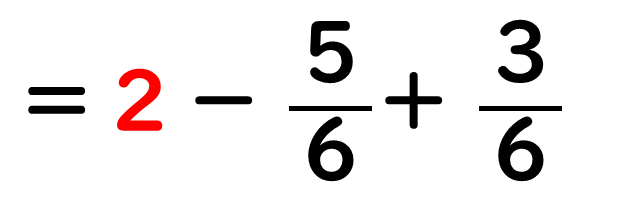 = 2 − 5/6 + 3/6